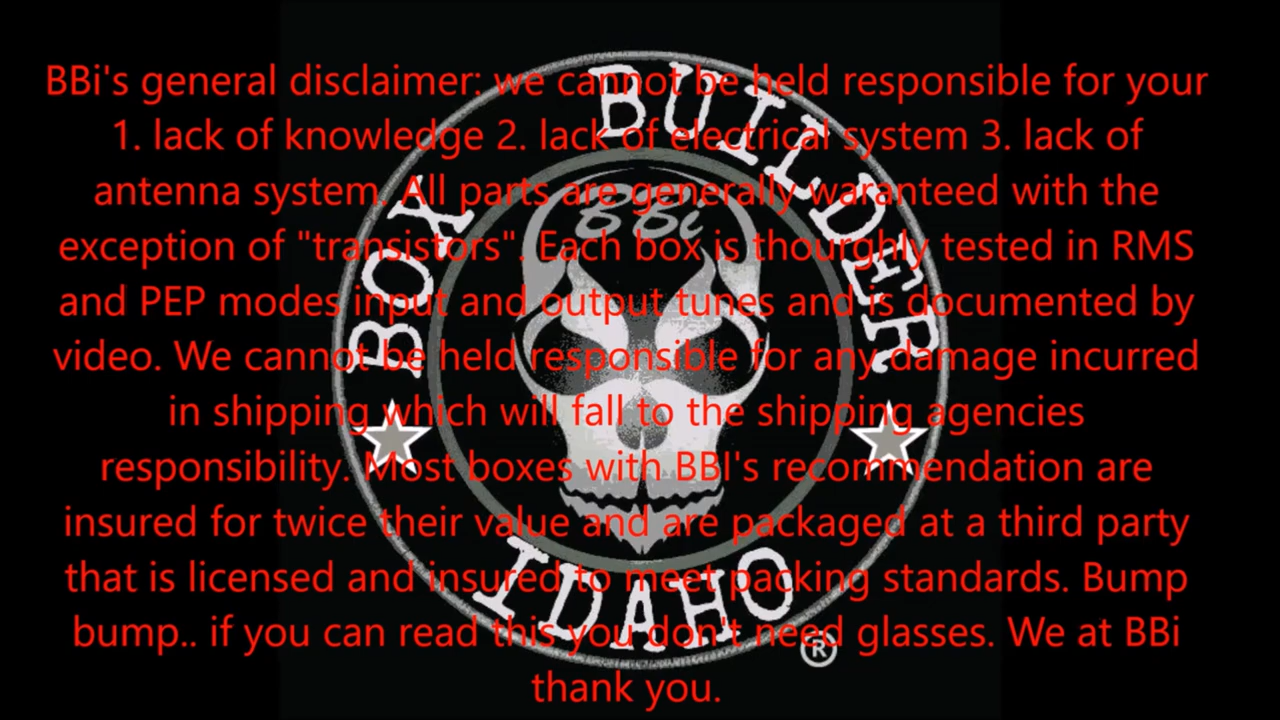 BBi's general disclaimer: we cannot be held responsible for your
1. lack of knowledge 2. lack of electrical system 3. lack of
antenna system. All parts are generally waranteed with the
exception of "transistors". Each box is thourghly tested in RMS
and PEP modes input and output tunes and is documented by
video. We cannot be held responsible for any damage incurred
in shipping which will fall to the shipping agencies
responsibility. Most boxes with BBI's recommendation are
insured for twice their value and are packaged at a third party
that is licensed and insured to meet packing standards. Bump
bump.. if you can read this you don't need glasses. We at BBi
thank you.
BOX BUILDER
BBi
IDAHO
®